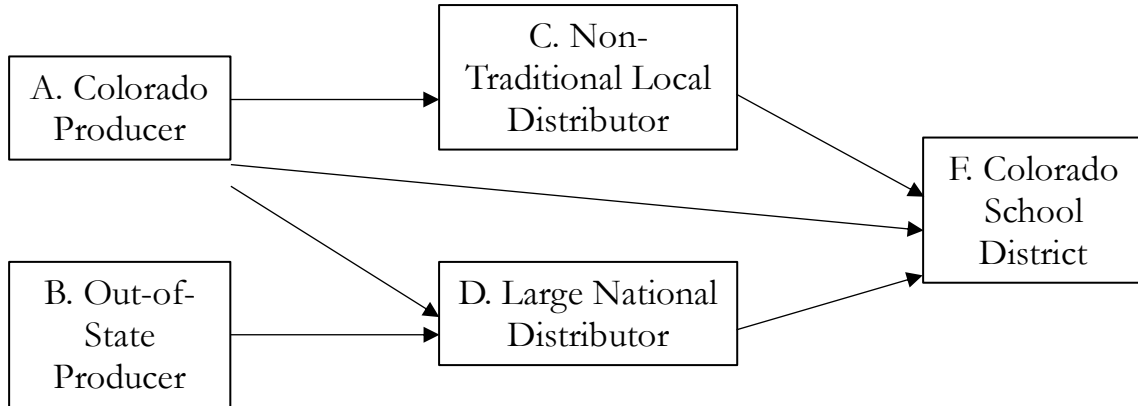 A. Colorado
Producer
C. Non-
Traditional Local
Distributor
F. Colorado
School
District
B. Out-of-
State
Producer
D. Large National
Distributor